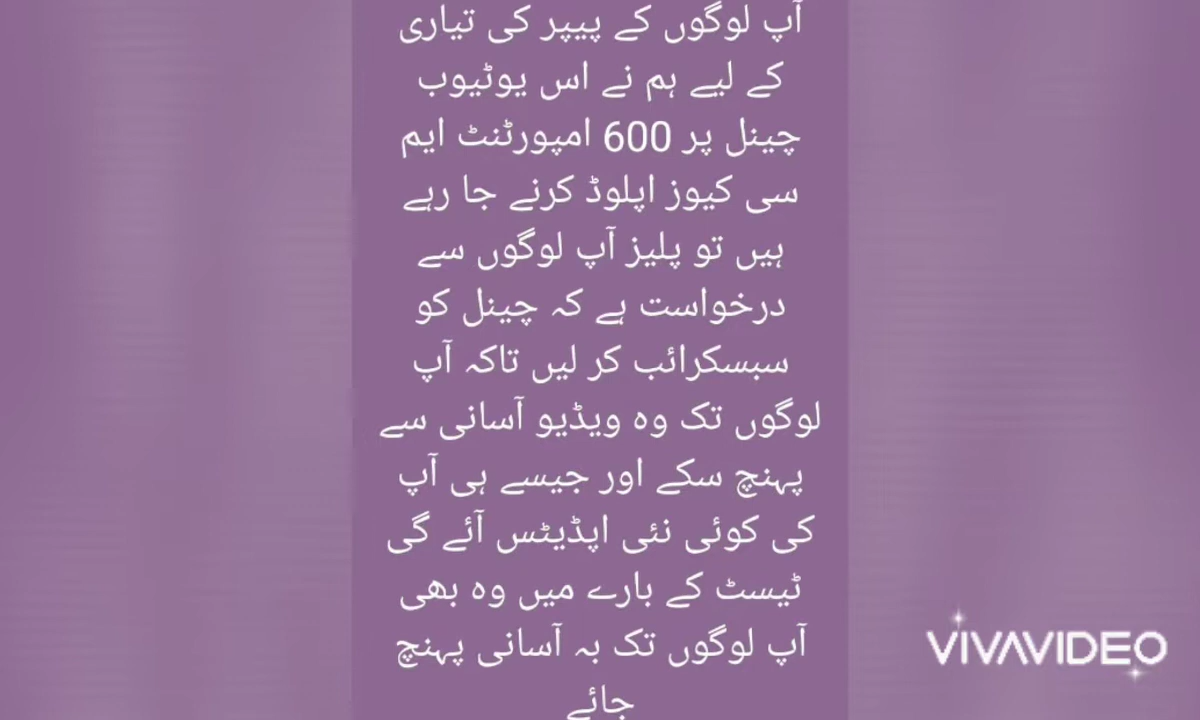 آپ لوگوں کے پیپر کی تیاری
کے لیے ہم نے اس یوٹیوب
چینل پر 600 امپورٹنٹ ایم
سی کیوز اپلوڈ کرنے جا رہے
ہیں تو پلیز آپ لوگوں سے
درخواست ہے کہ چینل کو
سبسکرائب کر لیں تاکہ آپ
لوگوں تک وہ ویڈیو آسانی سے
پہنچ سکے اور جیسے ہی آپ
کی کوئی نئی اپڈیٹس آئے گی
ٹیسٹ کے بارے میں وہ بھی
آپ لوگوں تک بہ آسانی پہنچ
جائے
VIVAVIDEO